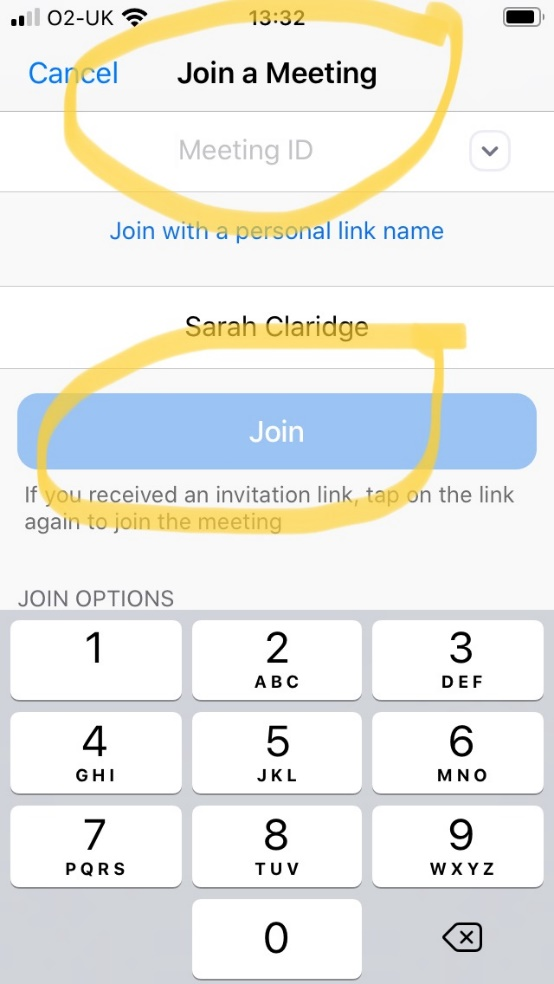 O2-UK 13:32
Cancel Join a Meeting
Meeting ID
Join with a personal link name
Sarah Claridge
Join
If you received an invitation link, tap on the link
again to join the meeting
JOIN OPTIONS
1 2 3
ABC DEF
4 5 6
GHI JKL MNO
7 8 9
PQRS TUV WXYZ
0